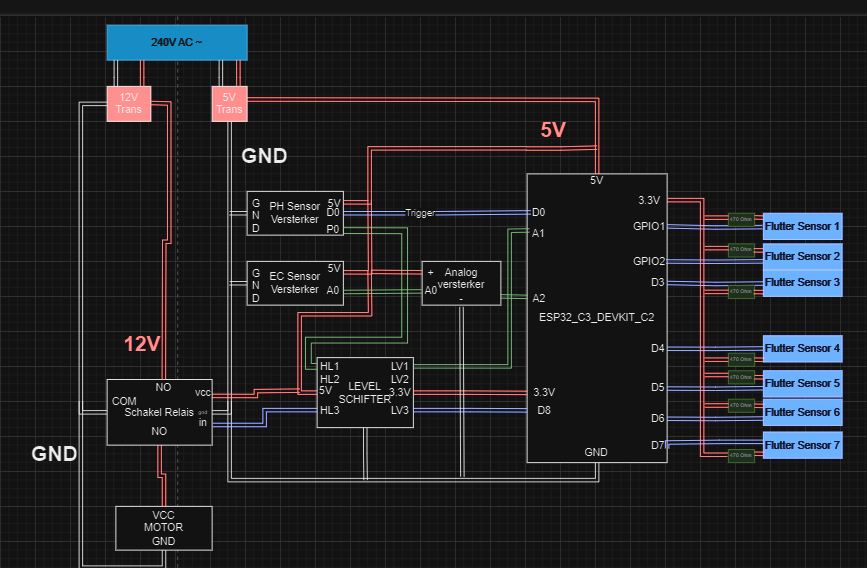 240V AC ~
12V
Trans
5V
Trans
GND
5V
5V
G
N
D
PH Sensor
Versterker
5V
D0
P0
Trigger
D0
A1
3.3V
GPIO1
470 Ohm
Flutter Sensor 1
GPIO2
470 Ohm
Flutter Sensor 2
D3
470 Ohm
Flutter Sensor 3
G
N
D
EC Sensor
Versterker
5V
A0
+
Analog
versterker
A0
-
A2
ESP32_C3_DEVKIT_C2
12V
D4
470 Ohm
Flutter Sensor 4
HL1
HL2
5V
HL3
LEVEL
SCHIFTER
LV1
LV2
3.3V
LV3
3.3V
D8
D5
470 Ohm
Flutter Sensor 5
D6
470 Ohm
Flutter Sensor 6
D7
470 Ohm
Flutter Sensor 7
GND
NO
vcc
COM
Schakel Relais
gnd
in
NO
GND
VCC
MOTOR
GND